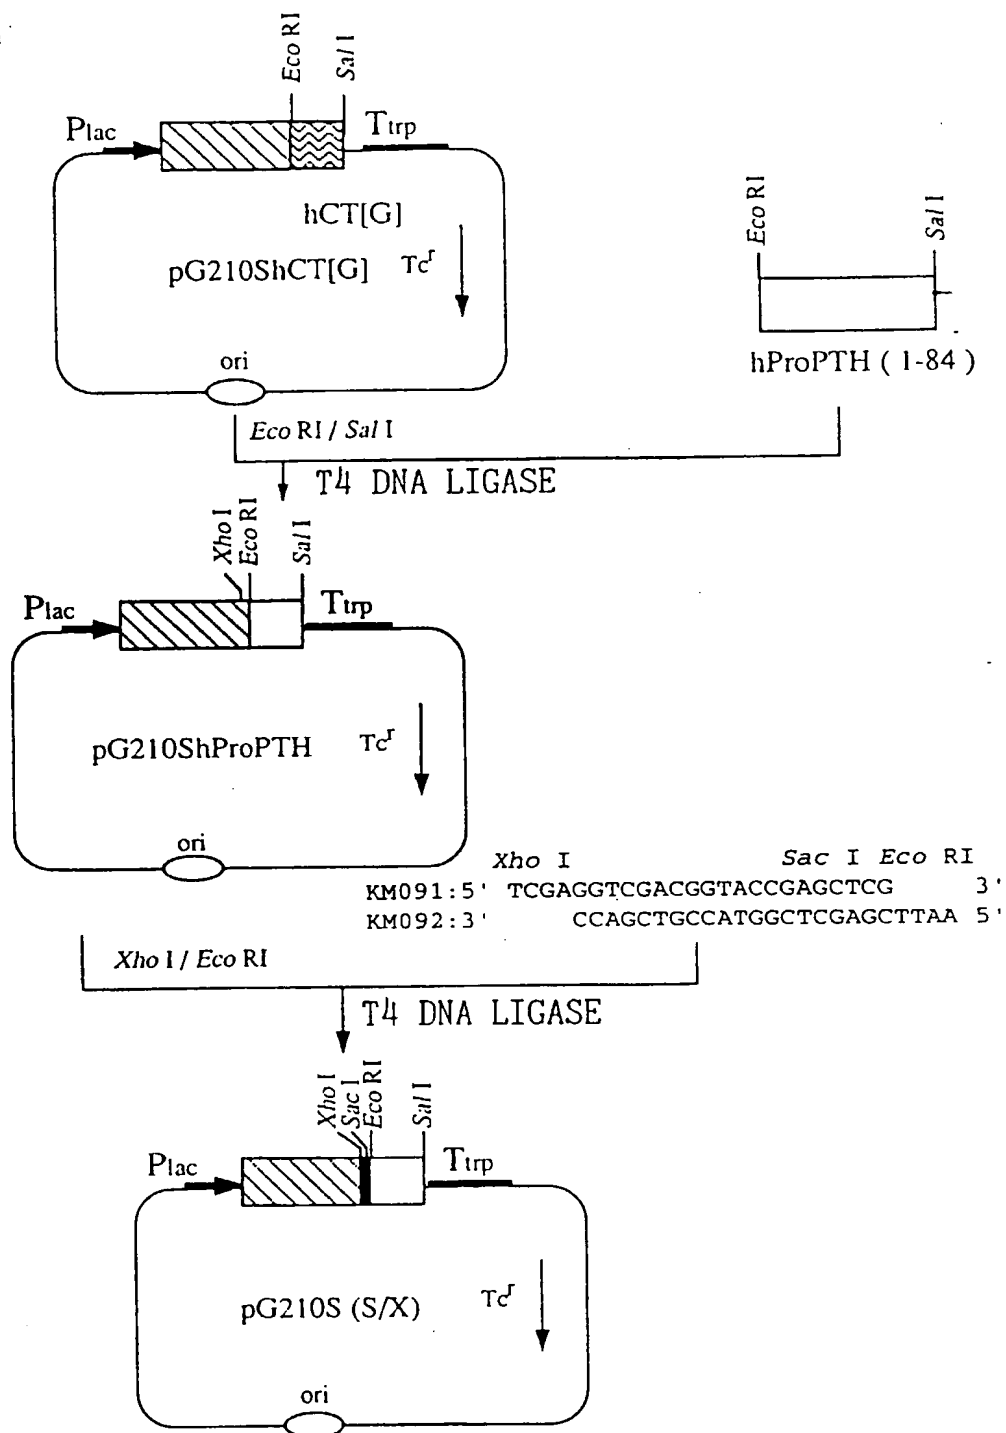 Eco RI
Sal I
Plac
Ttrp
hCT[G]
pG210ShCT[G]
Tcr
ori
Eco RI
Sal I
hProPTH ( 1-84 )
Eco RI / Sal I
T4 DNA LIGASE
Xho I
Eco RI
Sal I
Plac
Ttrp
pG210ShProPTH
Tcr
ori
Xho I Sac I Eco RI
KM091:5' TCGAGGTCGACGGTACCGAGCTCG 3'
KM092:3' CCAGCTGCCATGGCTCGAGCTTAA 5'
Xho I / Eco RI
T4 DNA LIGASE
Xho I
Sac I
Eco RI
Sal I
Plac
Ttrp
pG210S (S/X)
Tcr
ori